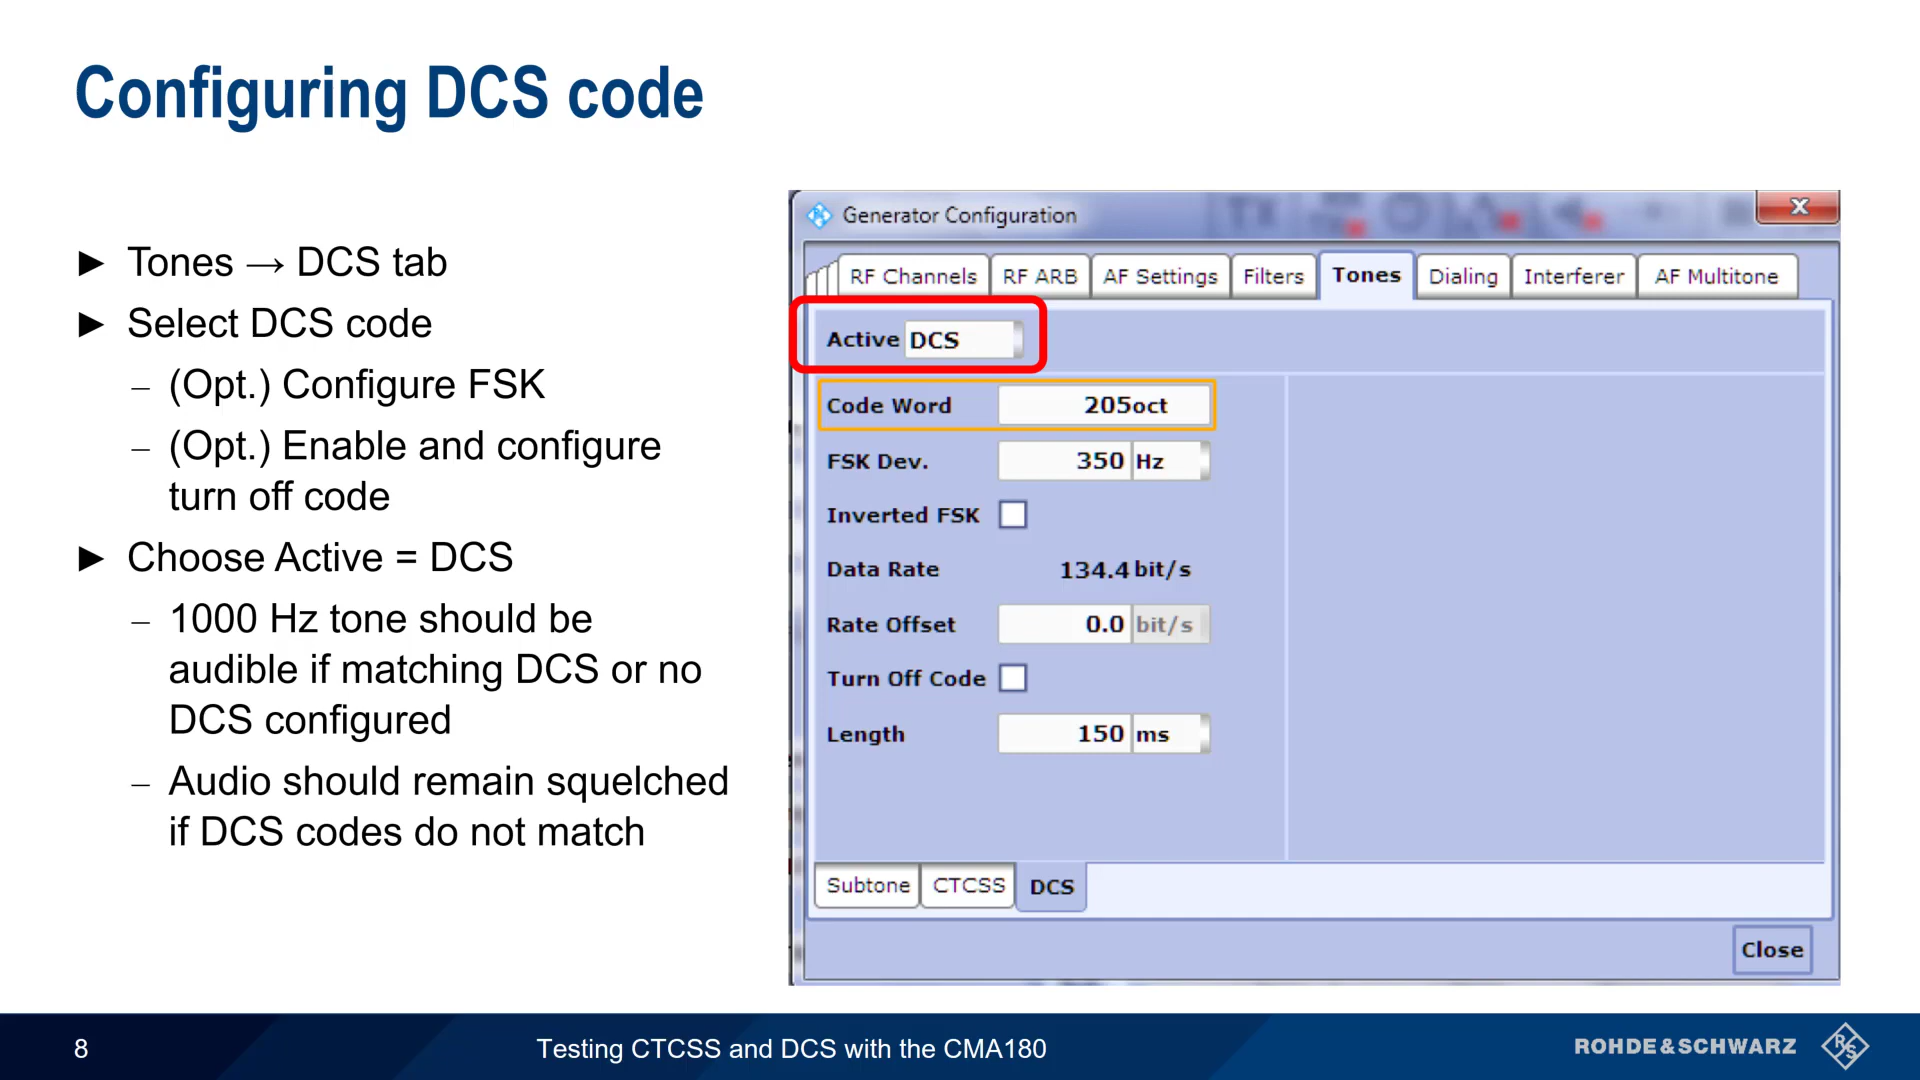 Configuring DCS code
► Tones → DCS tab
► Select DCS code
– (Opt.) Configure FSK
– (Opt.) Enable and configure
turn off code
► Choose Active = DCS
– 1000 Hz tone should be
audible if matching DCS or no
DCS configured
– Audio should remain squelched
if DCS codes do not match
Generator Configuration
RF Channels RF ARB AF Settings Filters Tones Dialing Interferer AF Multitone
Active DCS
Code Word 205oct
FSK Dev. 350 Hz
Inverted FSK
Data Rate 134.4 bit/s
Rate Offset 0.0 bit/s
Turn Off Code
Length 150 ms
Subtone CTCSS DCS
Close
8 Testing CTCSS and DCS with the CMA180 ROHDE&SCHWARZ